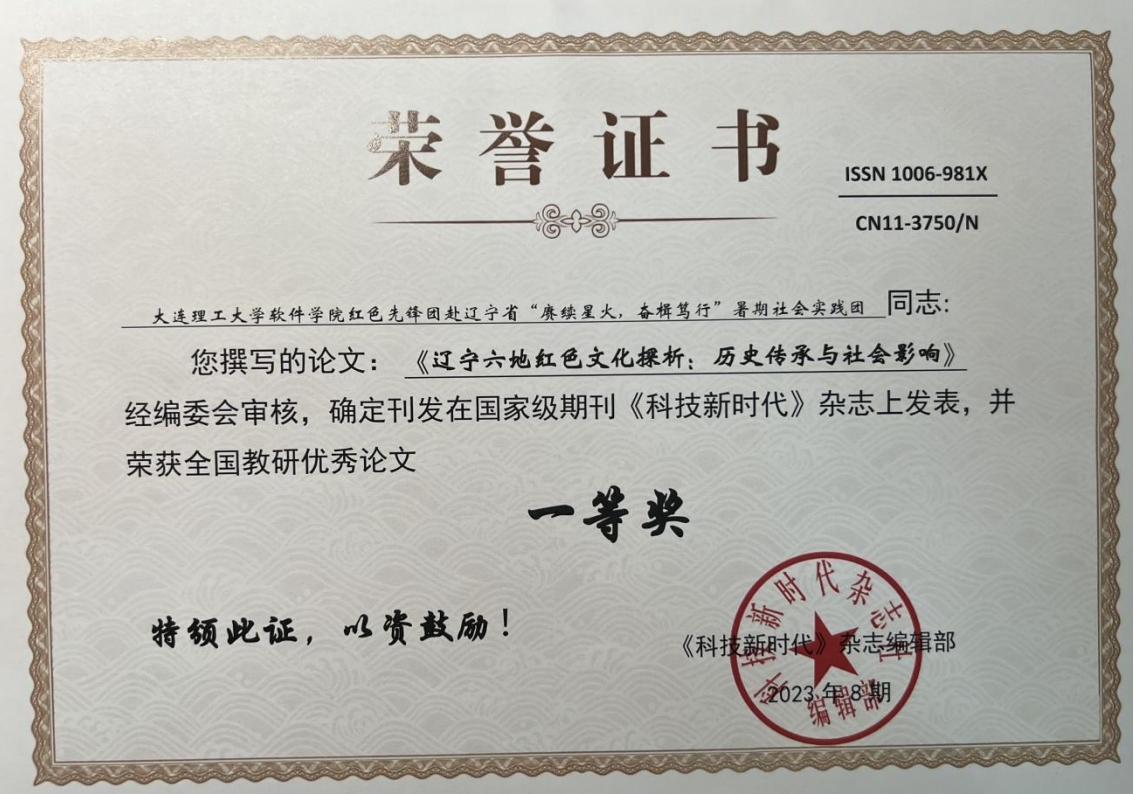 荣誉证书
ISSN 1006-981X
CN11-3750/N
大连理工大学软件学院红色先锋团赴辽宁省“赓续星火，奋楫笃行”暑期社会实践团 同志:
您撰写的论文：《辽宁六地红色文化探析：历史传承与社会影响》
经编委会审核，确定刊发在国家级期刊《科技新时代》杂志上发表，并
荣获全国教研优秀论文
一等奖
特颁此证，以资鼓励！
《科技新时代》杂志编辑部
2023 年 8 期
科技新时代杂志社
编辑部